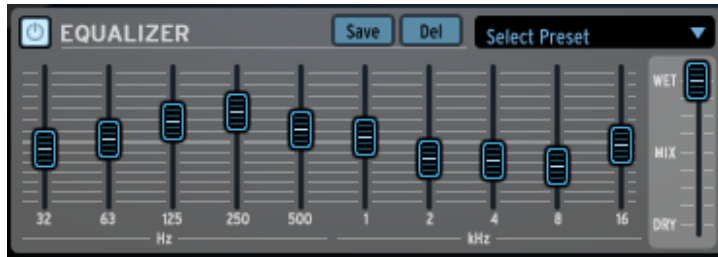 EQUALIZER Save Del Select Preset
WET
MIX
32 63 125 250 500 1 2 4 8 16 DRY
Hz kHz